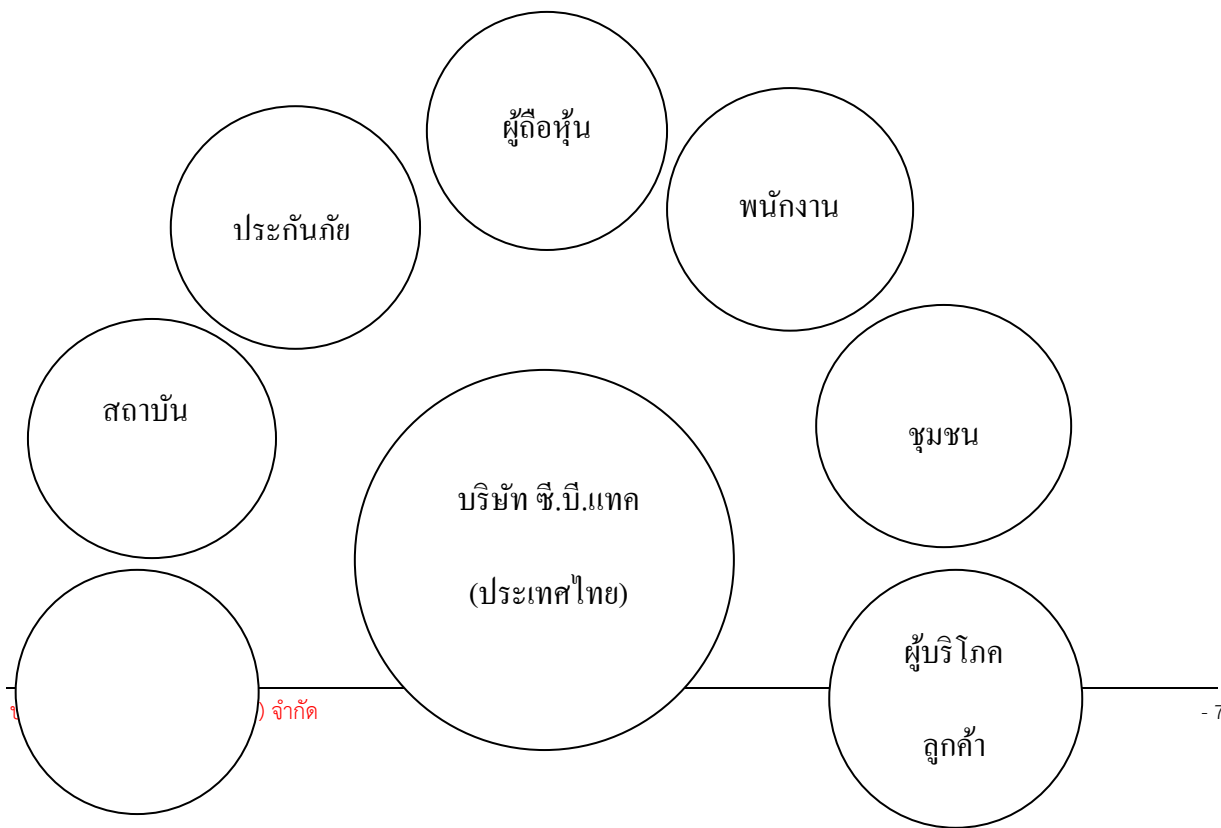 ผู้ถือหุ้น
พนักงาน
ประกันภัย
สถาบัน
ชุมชน
บริษัท ซี.บี.แทค
(ประเทศไทย)
ผู้บริโภค
ลูกค้า
) จำกัด
- 7